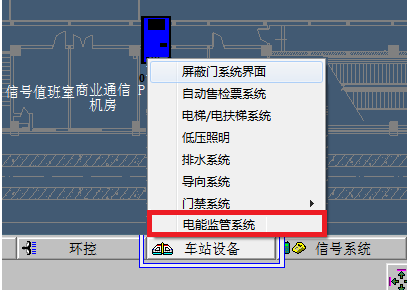 信号值班室
商业通信
机房
P
0
屏蔽门系统界面
自动售检票系统
电梯/电扶梯系统
低压照明
排水系统
导向系统
门禁系统
电能监管系统
环控
车站设备
信号系统